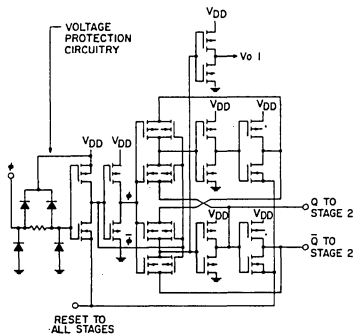 VOLTAGE
PROTECTION
CIRCUITRY
VDD
Vo 1
VDD
VDD
VDD
VDD
ϕ
ϕ
ϕ̅
VDD
VDD
Q TO
STAGE 2
Q̅ TO
STAGE 2
RESET TO
ALL STAGES